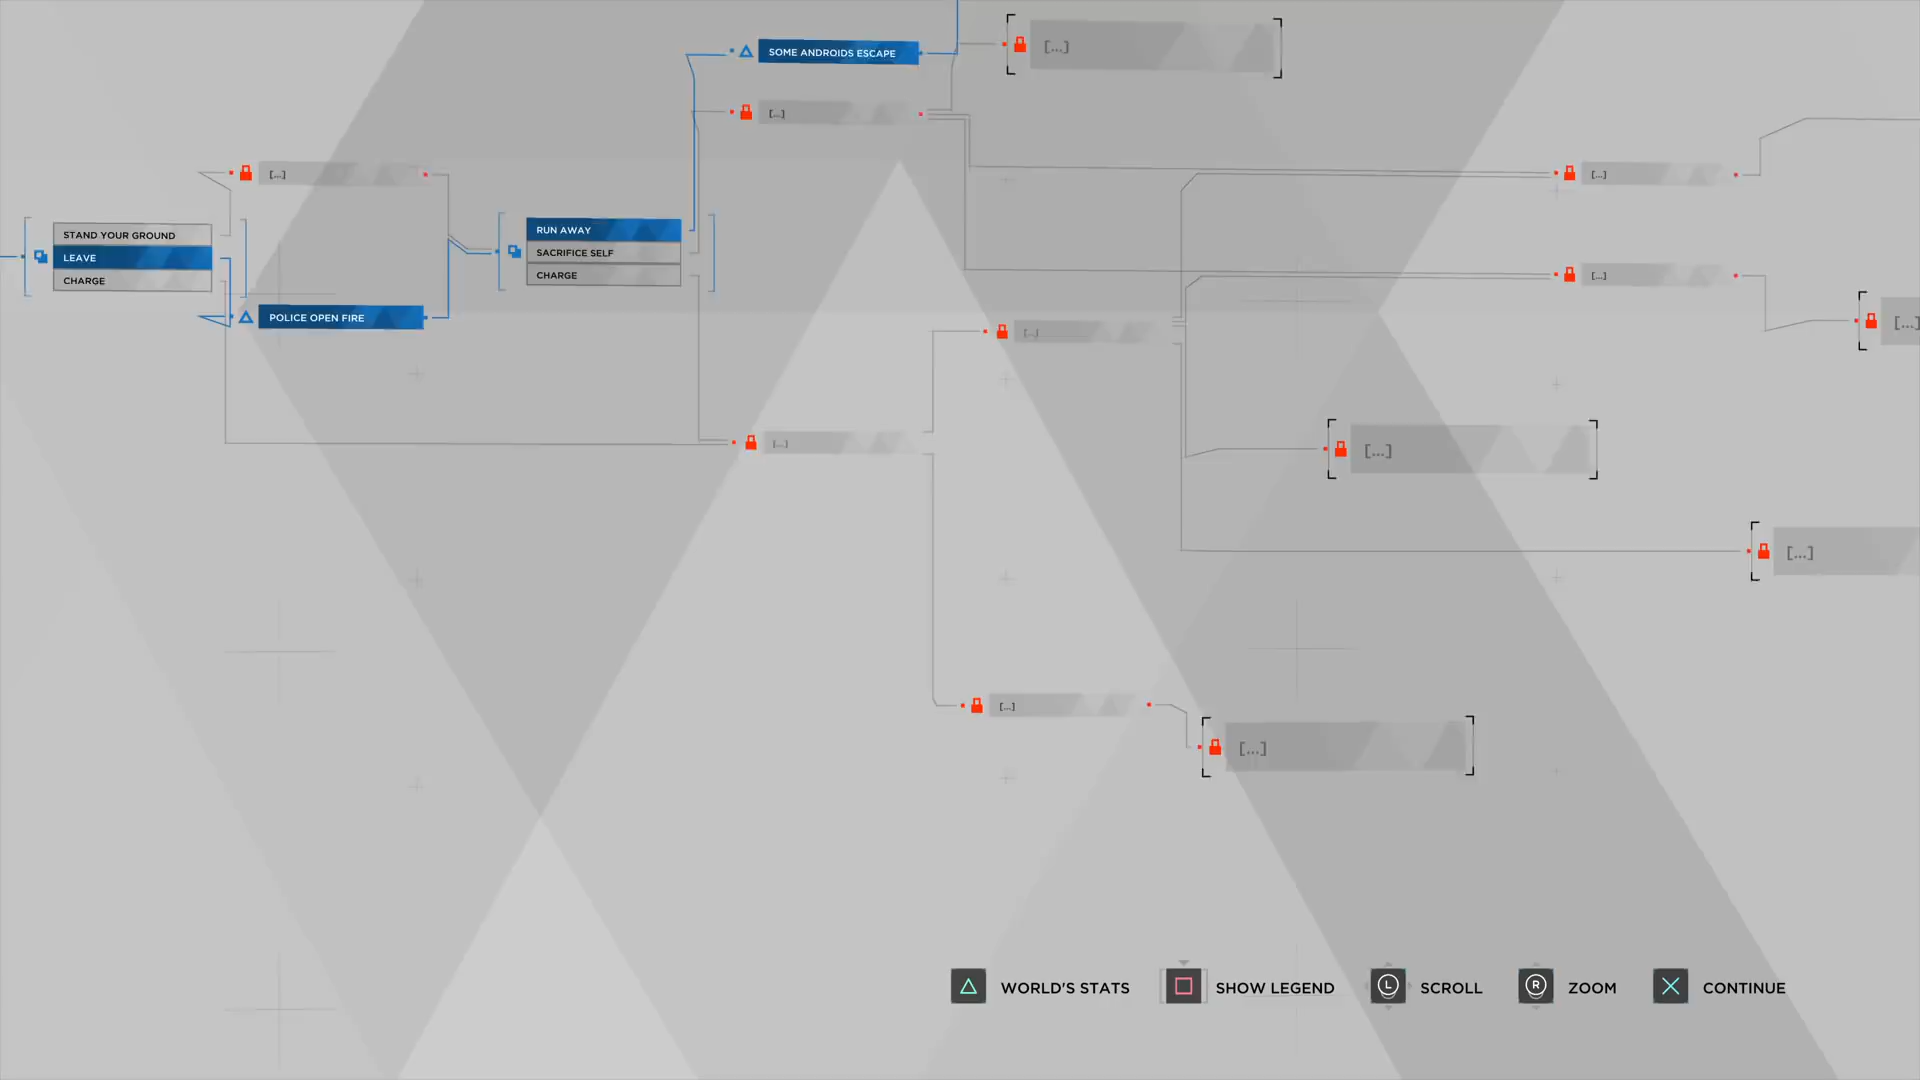 SOME ANDROIDS ESCAPE
[...]
[...]
[...]
[...]
STAND YOUR GROUND
LEAVE
CHARGE
RUN AWAY
SACRIFICE SELF
CHARGE
[...]
POLICE OPEN FIRE
[...]
[...]
[...]
[...]
[...]
[...]
[...]
WORLD'S STATS
SHOW LEGEND
L
SCROLL
R
ZOOM
CONTINUE